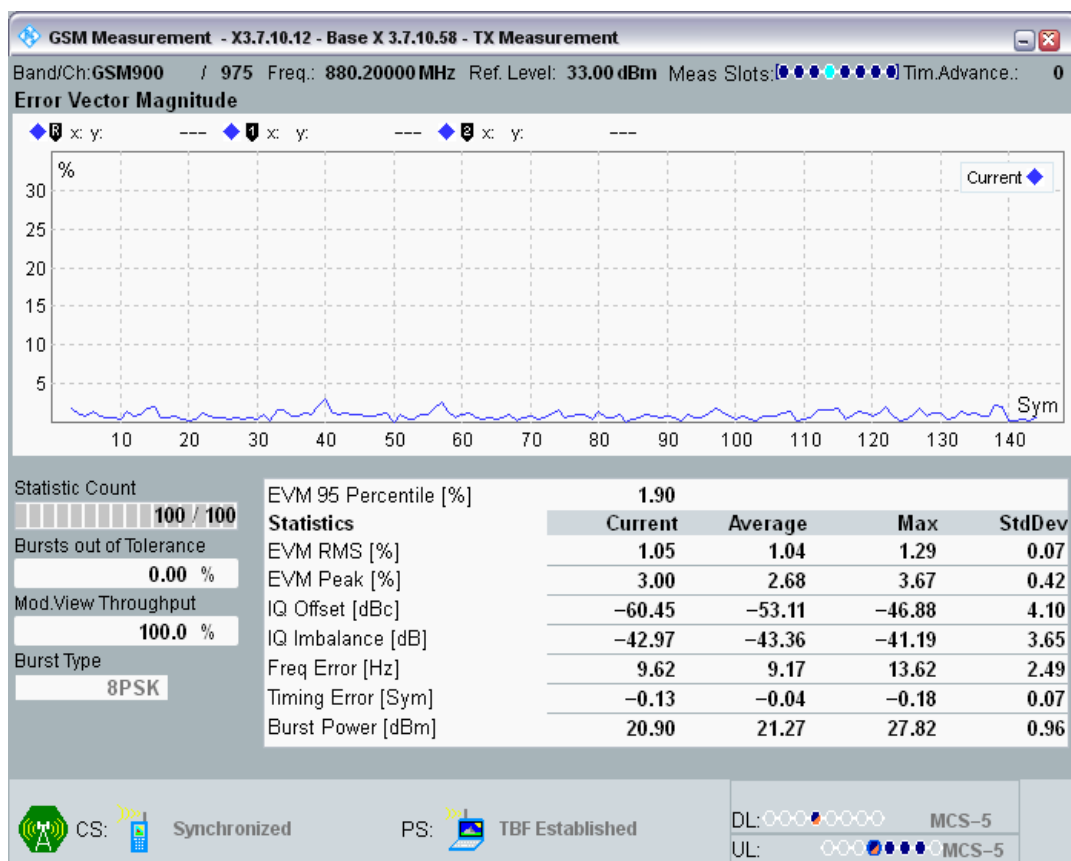 GSM Measurement - X3.7.10.12 - Base X 3.7.10.58 - TX Measurement
Band/Ch:GSM900 / 975 Freq.: 880.20000 MHz Ref. Level: 33.00 dBm Meas Slots: Tim.Advance.: 0
Error Vector Magnitude
R x: y: --- 1 x: y: --- 2 x: y: ---
%
Current
30
25
20
15
10
5
Sym
10 20 30 40 50 60 70 80 90 100 110 120 130 140
Statistic Count
100 / 100
Bursts out of Tolerance
0.00 %
Mod.View Throughput
100.0 %
Burst Type
8PSK
EVM 95 Percentile [%] 1.90
Statistics Current Average Max StdDev
EVM RMS [%] 1.05 1.04 1.29 0.07
EVM Peak [%] 3.00 2.68 3.67 0.42
IQ Offset [dBc] −60.45 −53.11 −46.88 4.10
IQ Imbalance [dB] −42.97 −43.36 −41.19 3.65
Freq Error [Hz] 9.62 9.17 13.62 2.49
Timing Error [Sym] −0.13 −0.04 −0.18 0.07
Burst Power [dBm] 20.90 21.27 27.82 0.96
CS: Synchronized PS: TBF Established
DL: MCS−5
UL: MCS−5